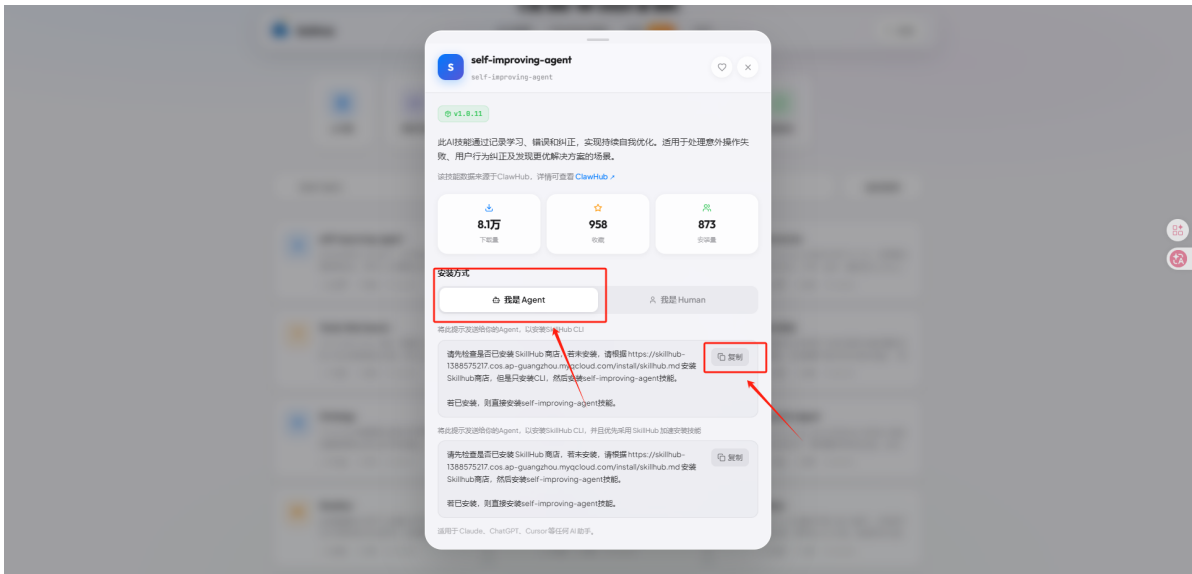 S
self-improving-agent
self-improving-agent
v1.0.11
此AI技能通过记录学习、错误和纠正，实现持续自我优化。适用于处理意外操作失
败、用户行为纠正及发现更优解决方案的场景。
该技能数据来源于ClawHub，详情可查看 ClawHub ↗
8.1万
下载量
958
收藏
873
安装量
安装方式
我是 Agent
我是 Human
将此提示发送给你的Agent，以安装SkillHub CLI
请先检查是否已安装 SkillHub 商店，若未安装，请根据 https://skillhub-
1388575217.cos.ap-guangzhou.myqcloud.com/install/skillhub.md 安装
Skillhub商店，但是只安装CLI，然后安装self-improving-agent技能。
若已安装，则直接安装self-improving-agent技能。
复制
将此提示发送给你的Agent，以安装SkillHub CLI，并且优先采用 SkillHub 加速安装技能
请先检查是否已安装 SkillHub 商店，若未安装，请根据 https://skillhub-
1388575217.cos.ap-guangzhou.myqcloud.com/install/skillhub.md 安装
Skillhub商店，然后安装self-improving-agent技能。
若已安装，则直接安装self-improving-agent技能。
复制
适用于 Claude、ChatGPT、Cursor 等任何 AI 助手。